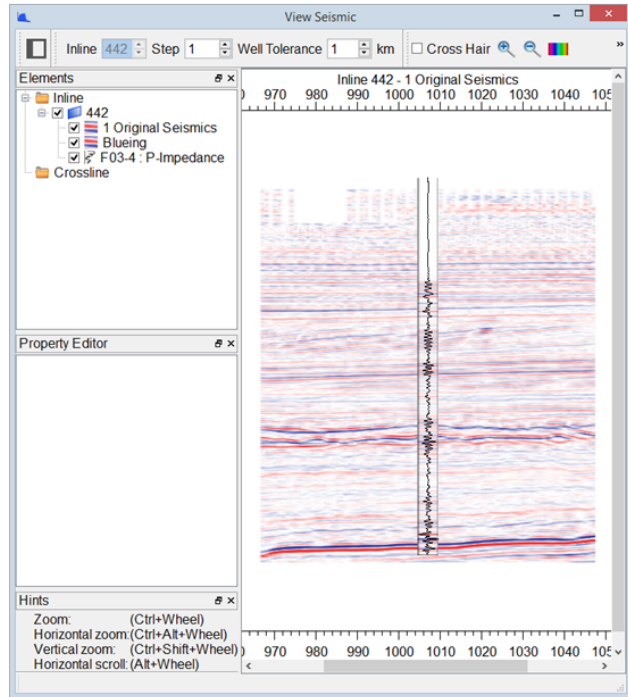 View Seismic
Inline 442 Step 1 Well Tolerance 1 km Cross Hair »
Elements
Inline
442
1 Original Seismics
Blueing
F03-4 : P-Impedance
Crossline
Property Editor
Hints
Zoom: (Ctrl+Wheel)
Horizontal zoom:(Ctrl+Alt+Wheel)
Vertical zoom: (Ctrl+Shift+Wheel)
Horizontal scroll:(Alt+Wheel)
Inline 442 - 1 Original Seismics
970 980 990 1000 1010 1020 1030 1040
970 980 990 1000 1010 1020 1030 1040